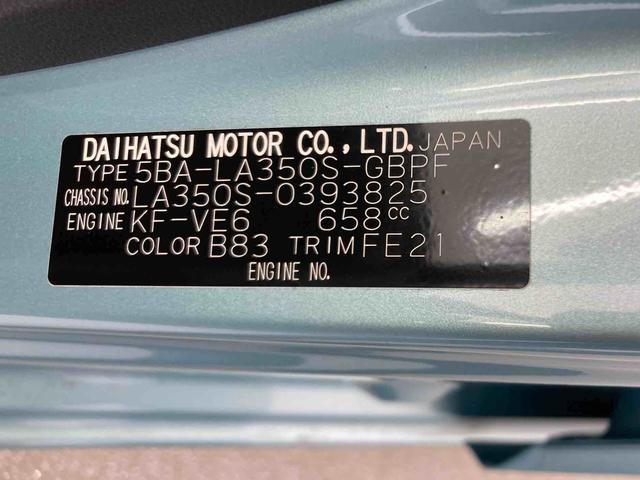 DAIHATSU MOTOR CO.,LTD. JAPAN
TYPE 5BA-LA350S-GBPF
CHASSIS NO. LA350S-0393825
ENGINE KF-VE6 658cc
COLOR B83 TRIM FE21
ENGINE NO.